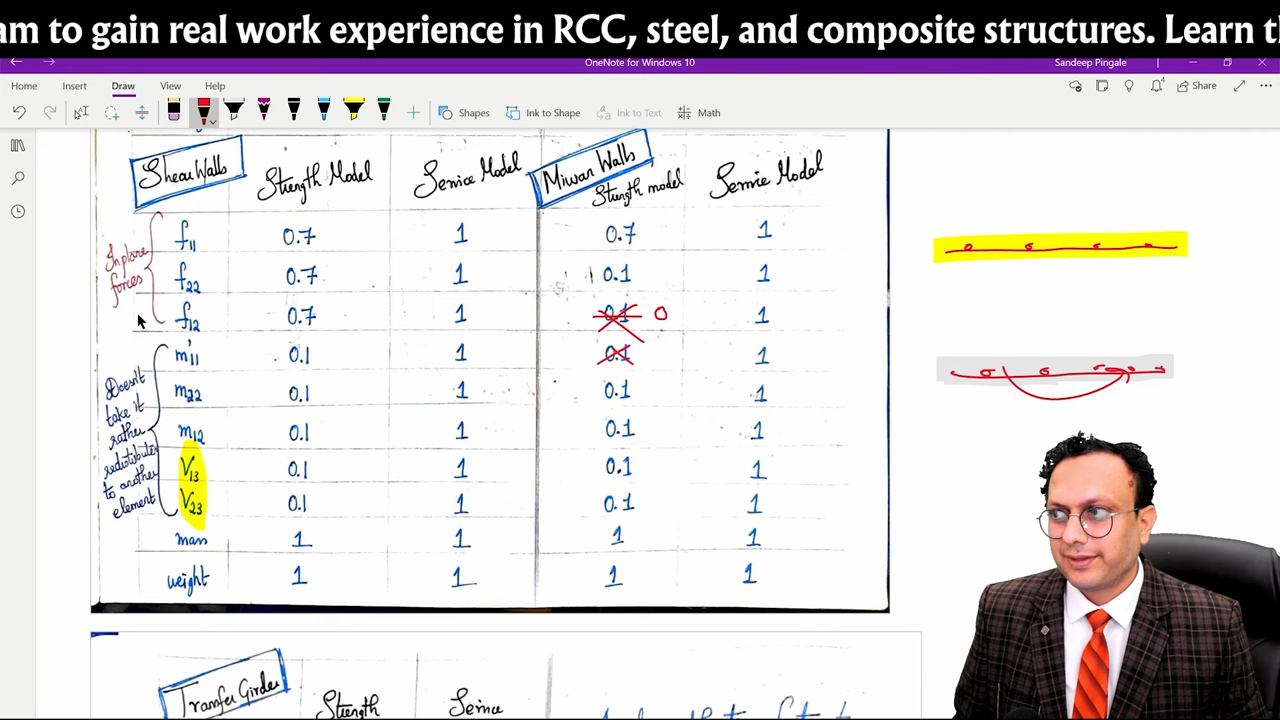 am to gain real work experience in RCC, steel, and composite structures. Learn th
OneNote for Windows 10
Sandeep Pingale
Home Insert Draw View Help
Share
Shapes Ink to Shape Ink to Text Math
Shear Walls Strength Model Service Model Miwan Walls Strength model Service Model
In plane forces
f11 0.7 1 0.7 1
f22 0.7 1 0.1 1
f12 0.7 1 0.1 0 1
Doesn't take it rather redistributes to another element
m11 0.1 1 0.1 1
m22 0.1 1 0.1 1
m12 0.1 1 0.1 1
V13 0.1 1 0.1 1
V23 0.1 1 0.1 1
mass 1 1 1 1
weight 1 1 1 1
Transfer Girder Strength Service